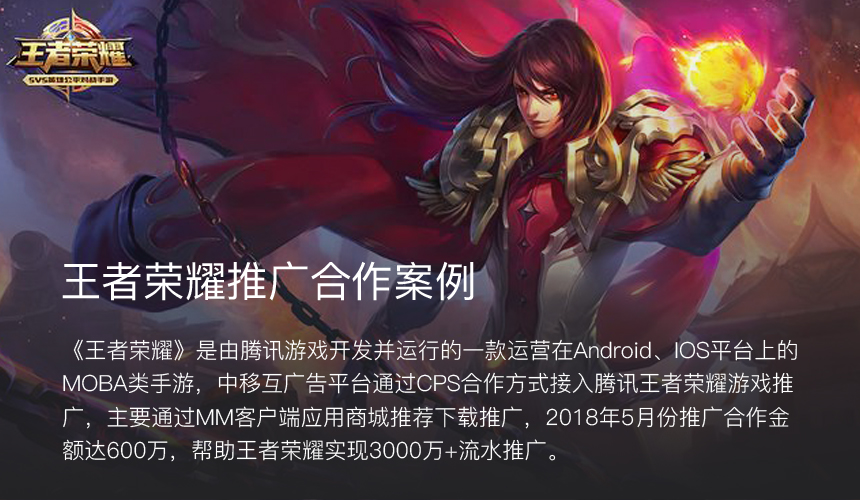 王者荣耀
5V5英雄公平对战手游
王者荣耀推广合作案例
《王者荣耀》是由腾讯游戏开发并运行的一款运营在Android、IOS平台上的
MOBA类手游，中移互广告平台通过CPS合作方式接入腾讯王者荣耀游戏推
广，主要通过MM客户端应用商城推荐下载推广，2018年5月份推广合作金
额达600万，帮助王者荣耀实现3000万+流水推广。